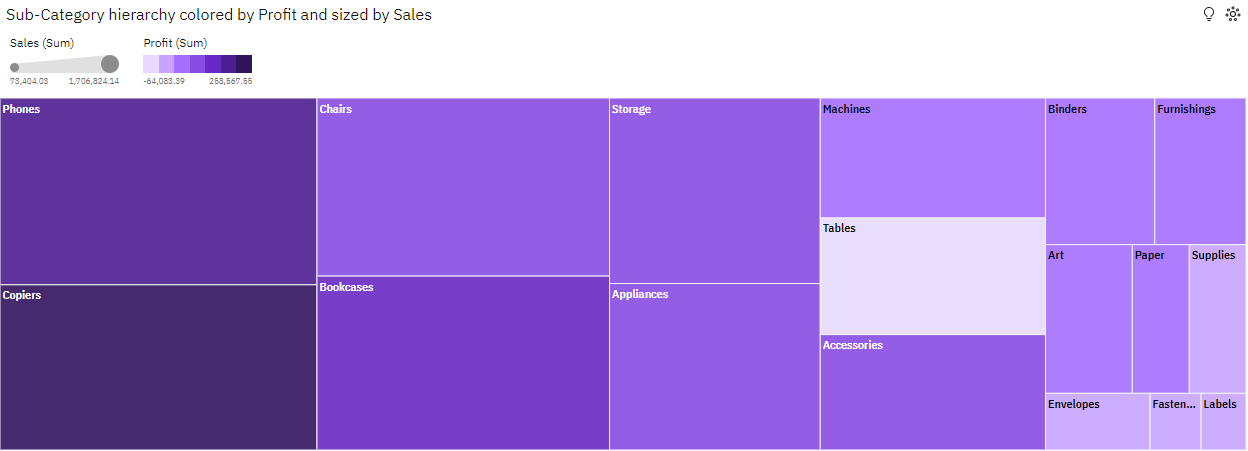 Sub-Category hierarchy colored by Profit and sized by Sales
Sales (Sum) Profit (Sum)
73,404.03 1,706,824.14 -64,083.39 258,567.55
Phones
Chairs
Storage
Machines
Binders
Furnishings
Tables
Art
Paper
Supplies
Copiers
Bookcases
Appliances
Accessories
Envelopes
Fasten...
Labels